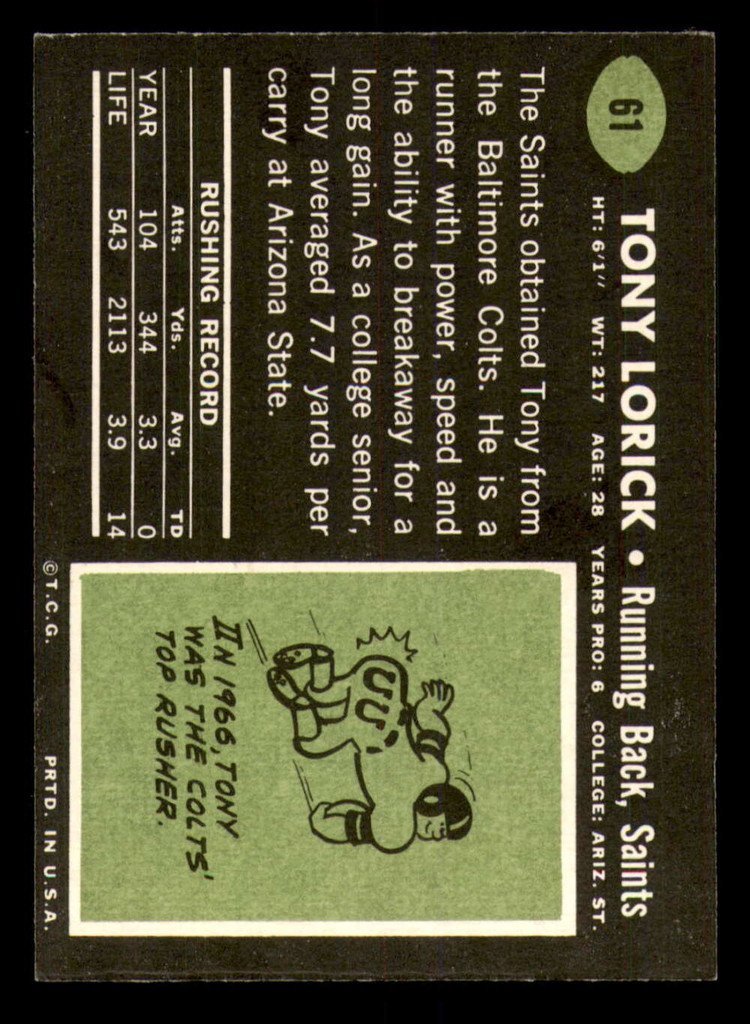 61
TONY LORICK • Running Back, Saints
HT: 6'1" WT: 217 AGE: 28 YEARS PRO: 6 COLLEGE: ARIZ. ST.
The Saints obtained Tony from
the Baltimore Colts. He is a
runner with power, speed and
the ability to breakaway for a
long gain. As a college senior,
Tony averaged 7.7 yards per
carry at Arizona State.
RUSHING RECORD
Atts. Yds. Avg. TD
YEAR 104 344 3.3 0
LIFE 543 2113 3.9 14
IN 1966, TONY
WAS THE COLTS'
TOP RUSHER.
©T.C.G. PRTD. IN U.S.A.